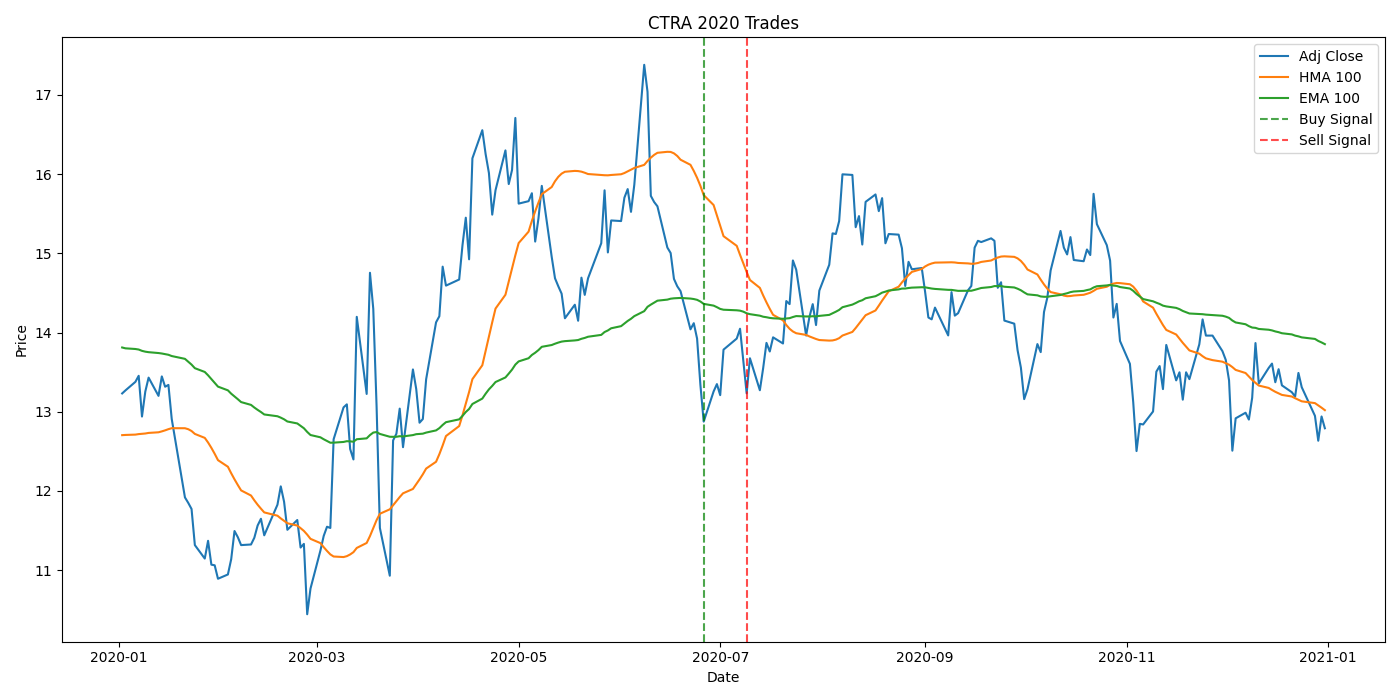 CTRA 2020 Trades
Adj Close
HMA 100
EMA 100
Buy Signal
Sell Signal
Price
17
16
15
14
13
12
11
2020-01
2020-03
2020-05
2020-07
2020-09
2020-11
2021-01
Date